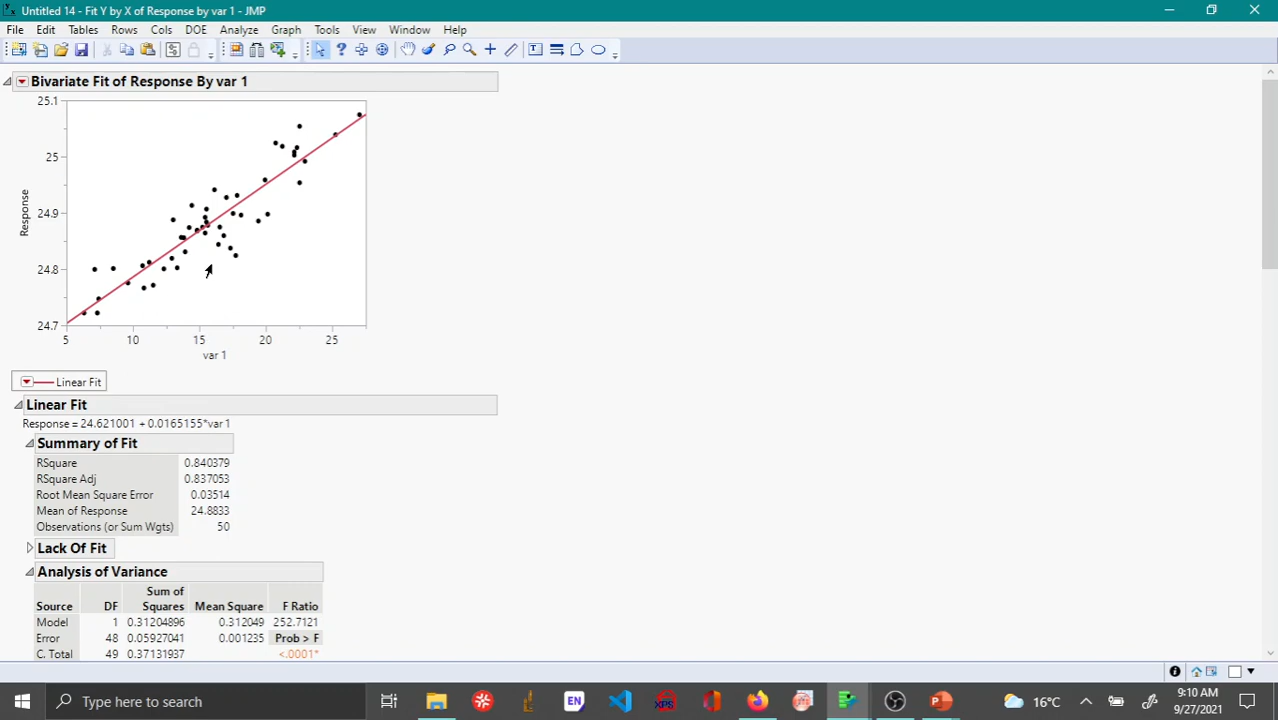 Untitled 14 - Fit Y by X of Response by var 1 - JMP
File Edit Tables Rows Cols DOE Analyze Graph Tools View Window Help
Bivariate Fit of Response By var 1
25.1
25
24.9
24.8
24.7
Response
5 10 15 20 25
var 1
Linear Fit
Linear Fit
Response = 24.621001 + 0.0165155*var 1
Summary of Fit
RSquare 0.840379
RSquare Adj 0.837053
Root Mean Square Error 0.03514
Mean of Response 24.8833
Observations (or Sum Wgts) 50
Lack Of Fit
Analysis of Variance
Sum of
Source DF Squares Mean Square F Ratio
Model 1 0.31204896 0.312049 252.7121
Error 48 0.05927041 0.001235 Prob > F
C. Total 49 0.37131937 <.0001*
Type here to search
EN
XPS
16°C
9:10 AM
9/27/2021